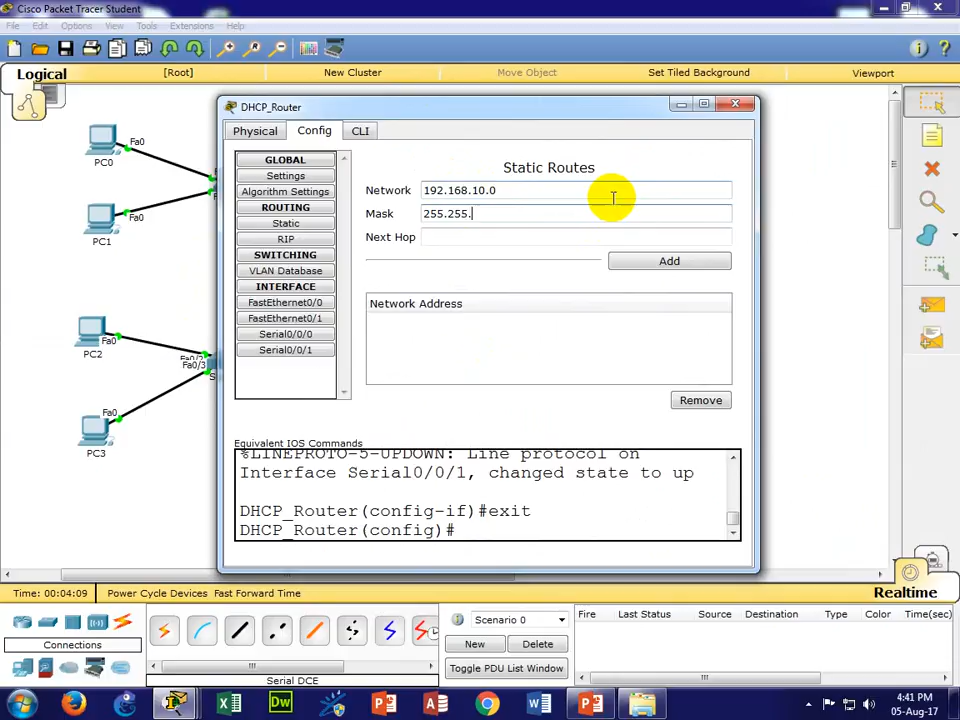 Cisco Packet Tracer Student
File Edit Options View Tools Extensions Help
Logical [Root] New Cluster Move Object Set Tiled Background Viewport
DHCP_Router
Physical Config CLI
GLOBAL
Settings
Algorithm Settings
ROUTING
Static
RIP
SWITCHING
VLAN Database
INTERFACE
FastEthernet0/0
FastEthernet0/1
Serial0/0/0
Serial0/0/1
Static Routes
Network 192.168.10.0
Mask 255.255.
Next Hop
Add
Network Address
Remove
Equivalent IOS Commands
%LINEPROTO-5-UPDOWN: Line protocol on
Interface Serial0/0/1, changed state to up
DHCP_Router(config-if)#exit
DHCP_Router(config)#
Fa0
PC0
Fa0
PC1
Fa0
PC2
Fa0/2
Fa0/3
S
Fa0
PC3
Time: 00:04:09 Power Cycle Devices Fast Forward Time Realtime
Scenario 0
New Delete
Toggle PDU List Window
Fire Last Status Source Destination Type Color Time(sec)
Connections
Serial DCE
4:41 PM
05-Aug-17